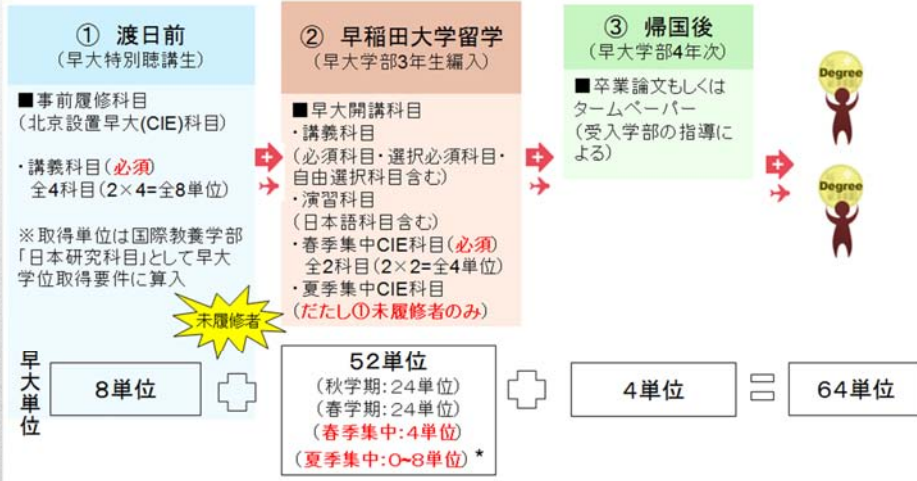 ① 渡日前
(早大特別聴講生)
■事前履修科目
(北京設置早大(CIE)科目)
・講義科目(必須)
全4科目(2×4=全8単位)
※取得単位は国際教養学部
「日本研究科目」として早大
学位取得要件に算入
未履修者
② 早稲田大学留学
(早大学部3年生編入)
■早大開講科目
・講義科目
(必須科目・選択必須科目・
自由選択科目含む)
・演習科目
(日本語科目含む)
・春季集中CIE科目(必須)
全2科目(2×2=全4単位)
・夏季集中CIE科目
(だたし①未履修者のみ)
③ 帰国後
(早大学部4年次)
■卒業論文もしくは
タームペーパー
(受入学部の指導に
よる)
Degree
Degree
早大単位
8単位
52単位
(秋学期:24単位)
(春学期:24単位)
(春季集中:4単位)
(夏季集中:0~8単位)*
4単位
=
64単位